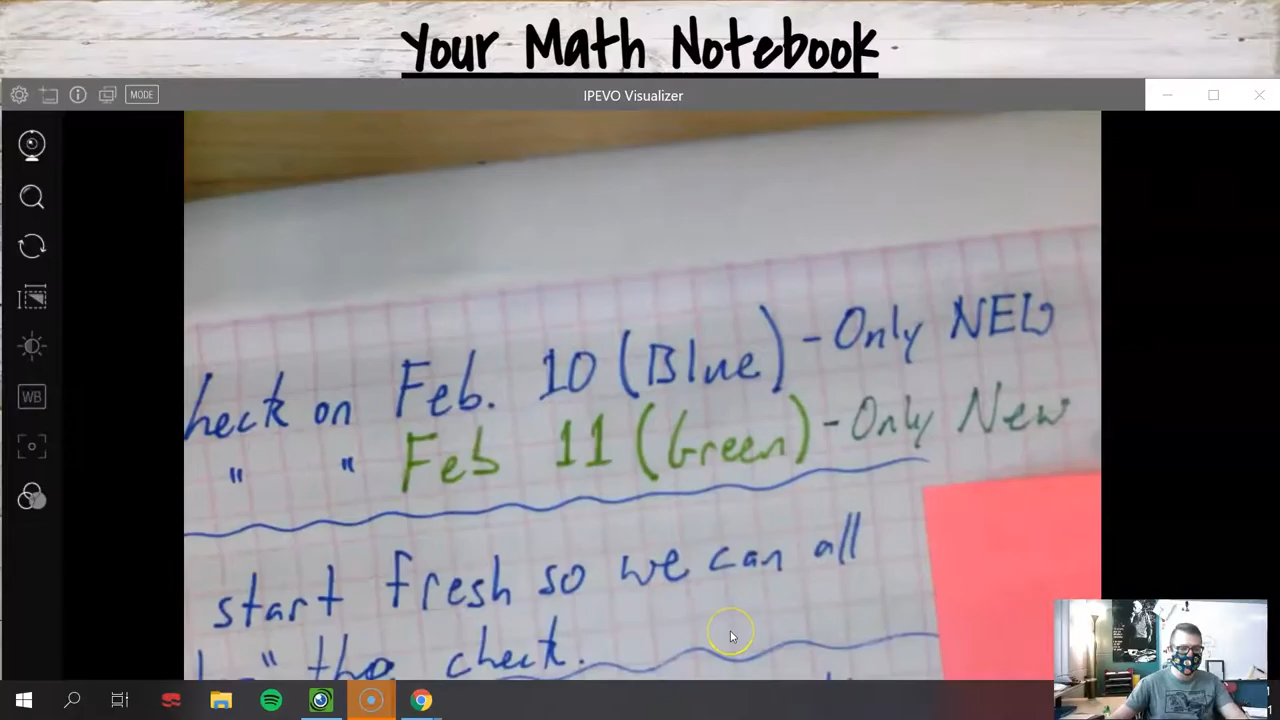 Your Math Notebook
MODE
IPEVO Visualizer
heck on Feb. 10 (Blue) - Only NEW
" " Feb 11 (Green) - Only New
start fresh so we can all
" the check.
WB